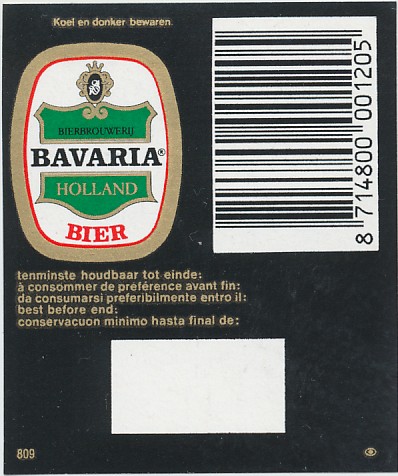 Koel en donker bewaren.
BIERBROUWERIJ
BAVARIA®
HOLLAND
BIER
8 714800 001205
tenminste houdbaar tot einde:
à consommer de preférence avant fin:
da consumarsi preferibilmente entro il:
best before end:
conservacuon minimo hasta final de:
809